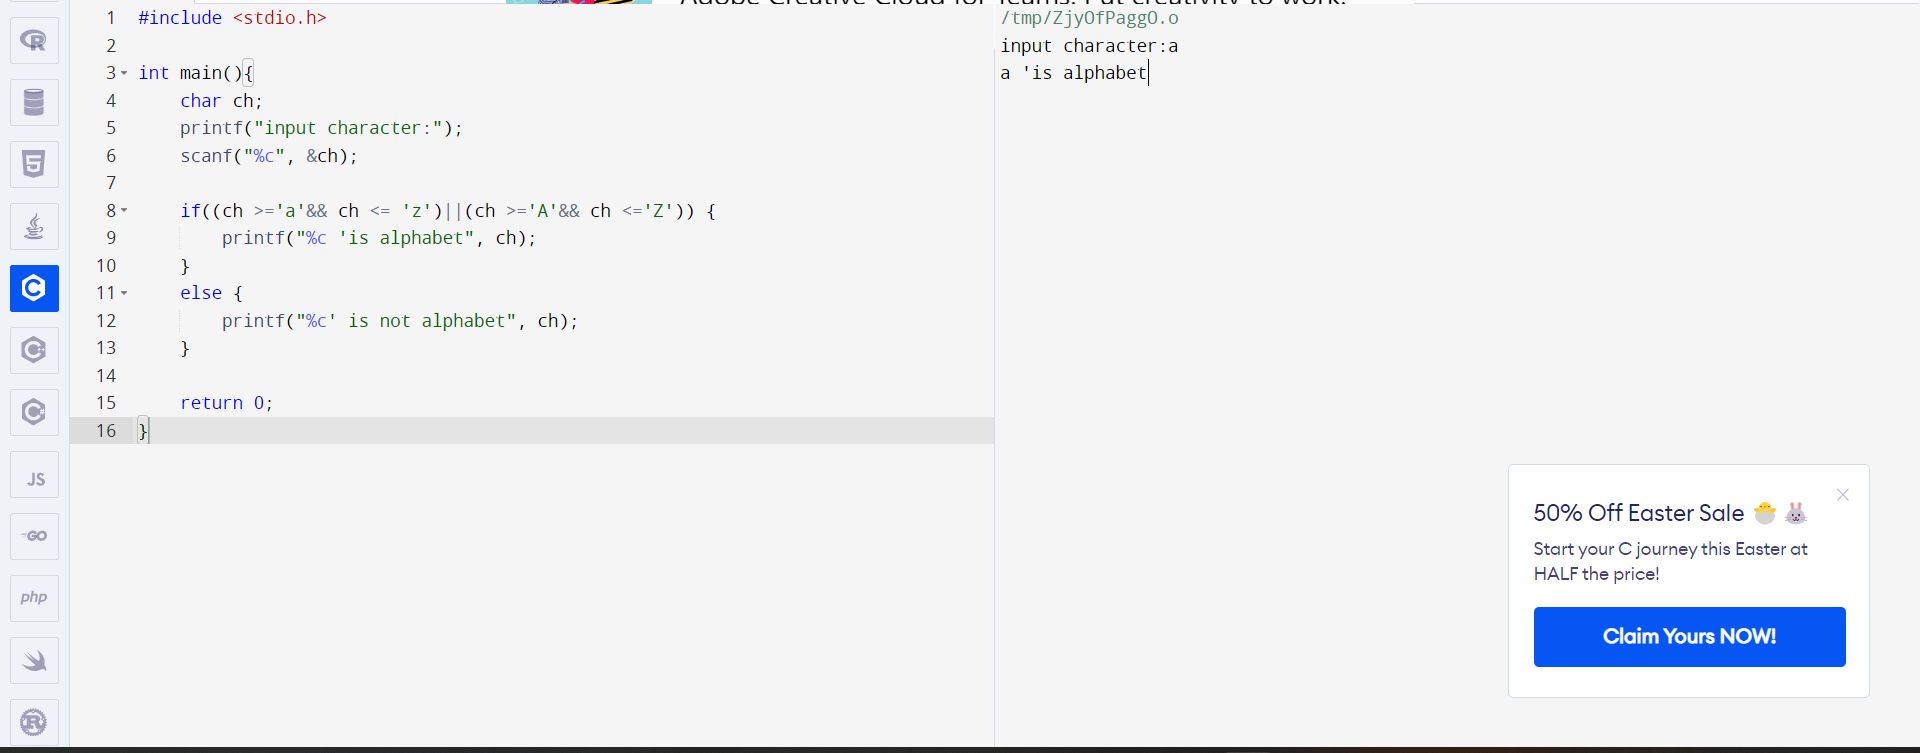 Adobe Creative Cloud for Teams. Put creativity to work.
1 #include <stdio.h>
2
3 int main(){
4     char ch;
5     printf("input character:");
6     scanf("%c", &ch);
7
8     if((ch >='a'&& ch <= 'z')||(ch >='A'&& ch <='Z')) {
9         printf("%c 'is alphabet", ch);
10     }
11     else {
12         printf("%c' is not alphabet", ch);
13     }
14
15     return 0;
16 }
/tmp/ZjyOfPaggO.o
input character:a
a 'is alphabet
R
5
C
C
C
JS
GO
php
R
50% Off Easter Sale 🐣 🐰
Start your C journey this Easter at
HALF the price!
Claim Yours NOW!